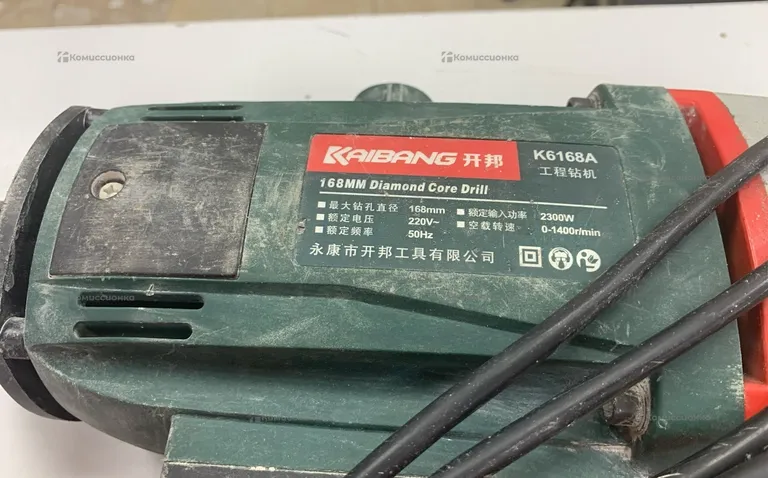 Комиссионка
Комиссионка
KAIBANG 开邦
K6168A
工程钻机
168MM Diamond Core Drill
最大钻孔直径 168mm
额定输入功率 2300W
额定电压 220V~
空载转速 0-1400r/min
额定频率 50Hz
永康市开邦工具有限公司
Комиссионка